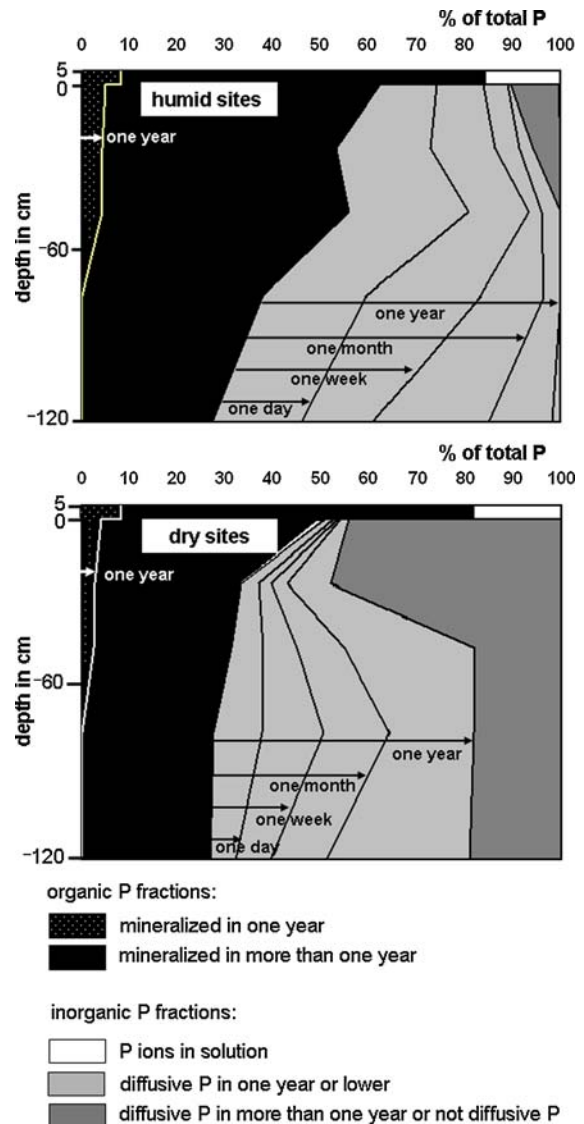 % of total P
0 10 20 30 40 50 60 70 80 90 100
5
0
humid sites
one year
-60
depth in cm
one year
one month
one week
one day
-120
% of total P
0 10 20 30 40 50 60 70 80 90 100
5
0
dry sites
one year
-60
depth in cm
one year
one month
one week
one day
-120
organic P fractions:
mineralized in one year
mineralized in more than one year
inorganic P fractions:
P ions in solution
diffusive P in one year or lower
diffusive P in more than one year or not diffusive P